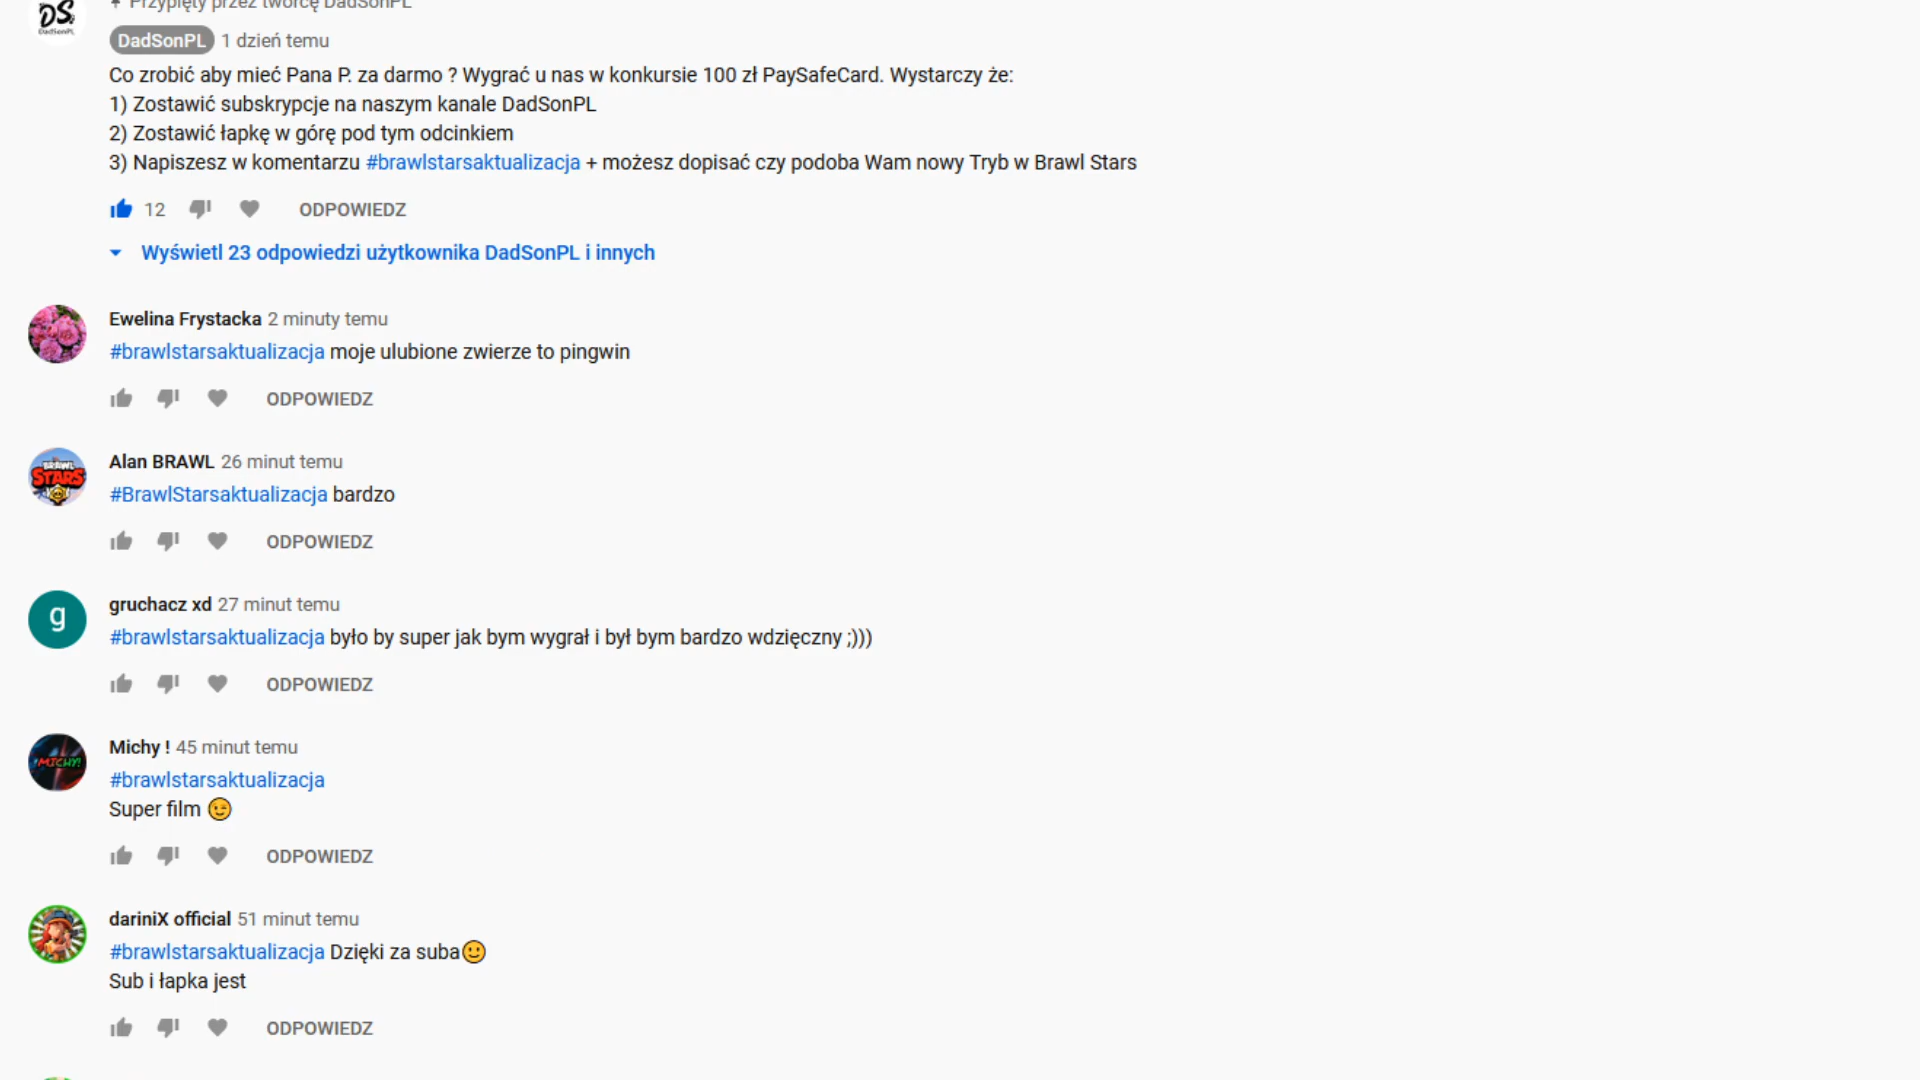 Przypięty przez twórcę DadSonPL
DS.
DadSonPL
DadSonPL 1 dzień temu
Co zrobić aby mieć Pana P. za darmo ? Wygrać u nas w konkursie 100 zł PaySafeCard. Wystarczy że:
1) Zostawić subskrypcje na naszym kanale DadSonPL
2) Zostawić łapkę w górę pod tym odcinkiem
3) Napiszesz w komentarzu #brawlstarsaktualizacja + możesz dopisać czy podoba Wam nowy Tryb w Brawl Stars
12 ODPOWIEDZ
Wyświetl 23 odpowiedzi użytkownika DadSonPL i innych
Ewelina Frystacka 2 minuty temu
#brawlstarsaktualizacja moje ulubione zwierze to pingwin
ODPOWIEDZ
BRAWL
STARS
Alan BRAWL 26 minut temu
#BrawlStarsaktualizacja bardzo
ODPOWIEDZ
g
gruchacz xd 27 minut temu
#brawlstarsaktualizacja było by super jak bym wygrał i był bym bardzo wdzięczny ;)))
ODPOWIEDZ
MICHY!
Michy ! 45 minut temu
#brawlstarsaktualizacja
Super film 😉
ODPOWIEDZ
dariniX official 51 minut temu
#brawlstarsaktualizacja Dzięki za suba🙂
Sub i łapka jest
ODPOWIEDZ